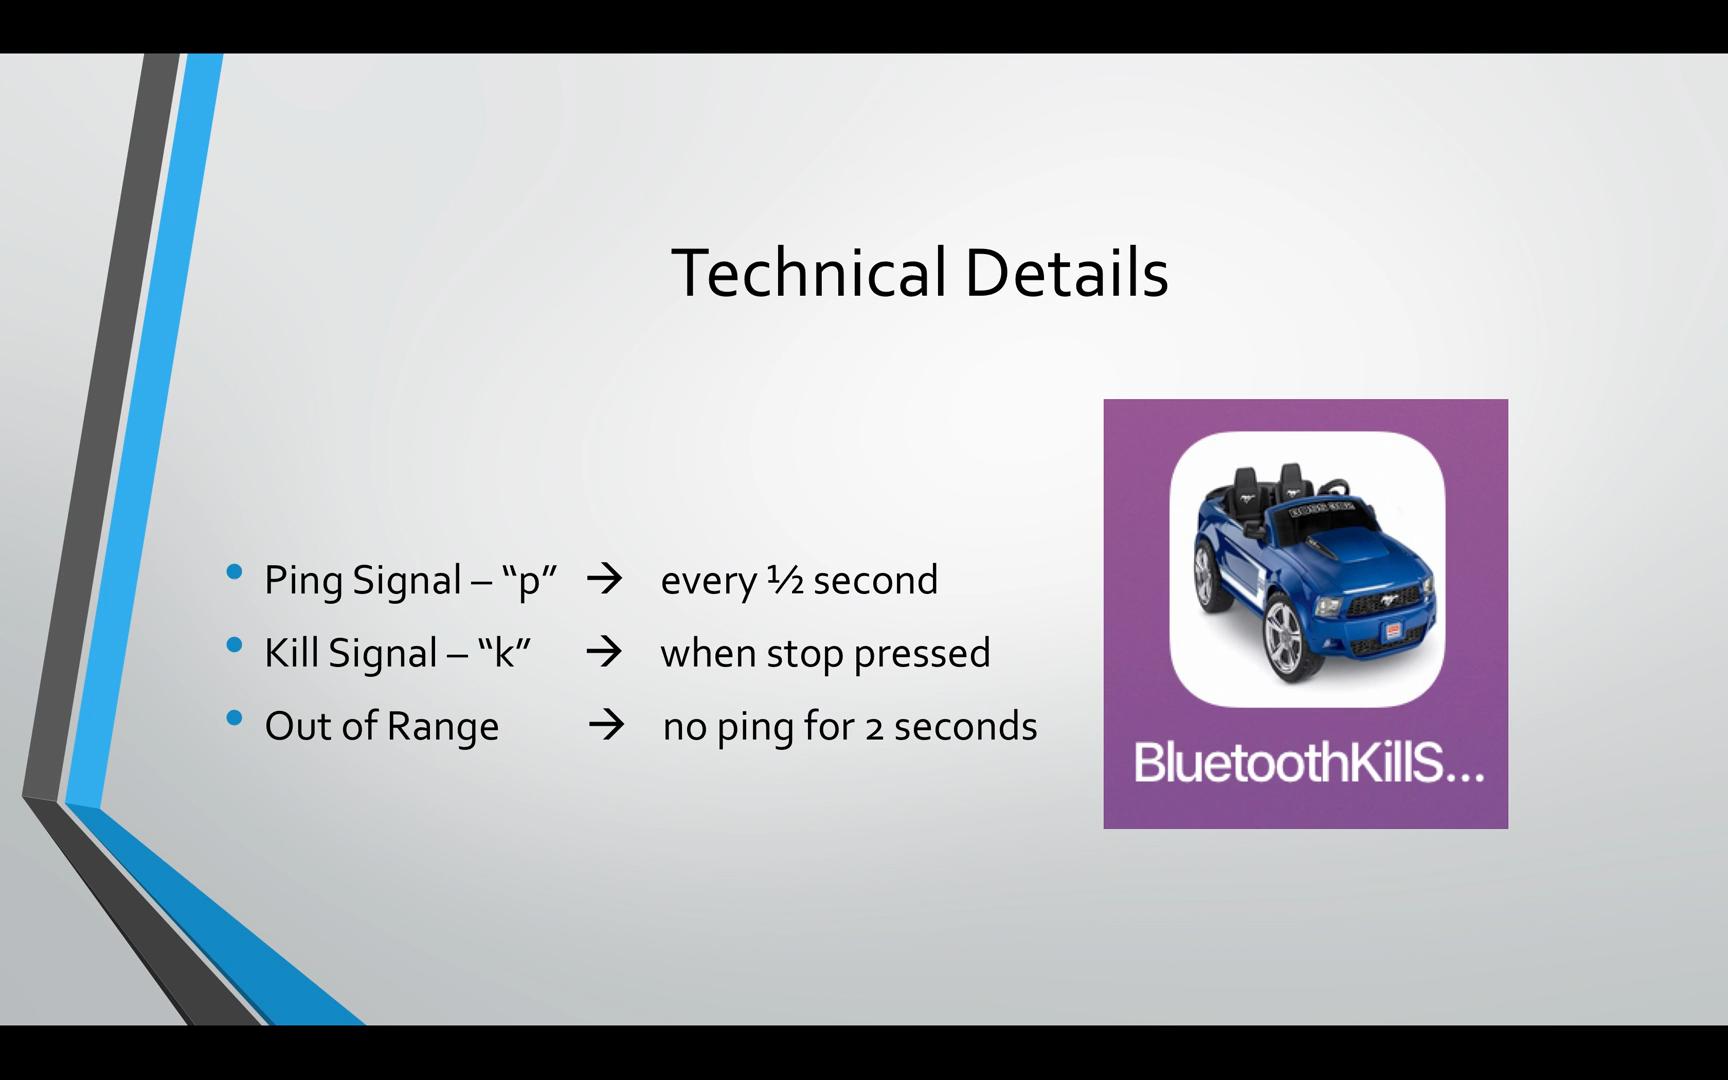 Technical Details
Ping Signal – “p” → every ½ second
Kill Signal – “k” → when stop pressed
Out of Range → no ping for 2 seconds
BluetoothKillS...